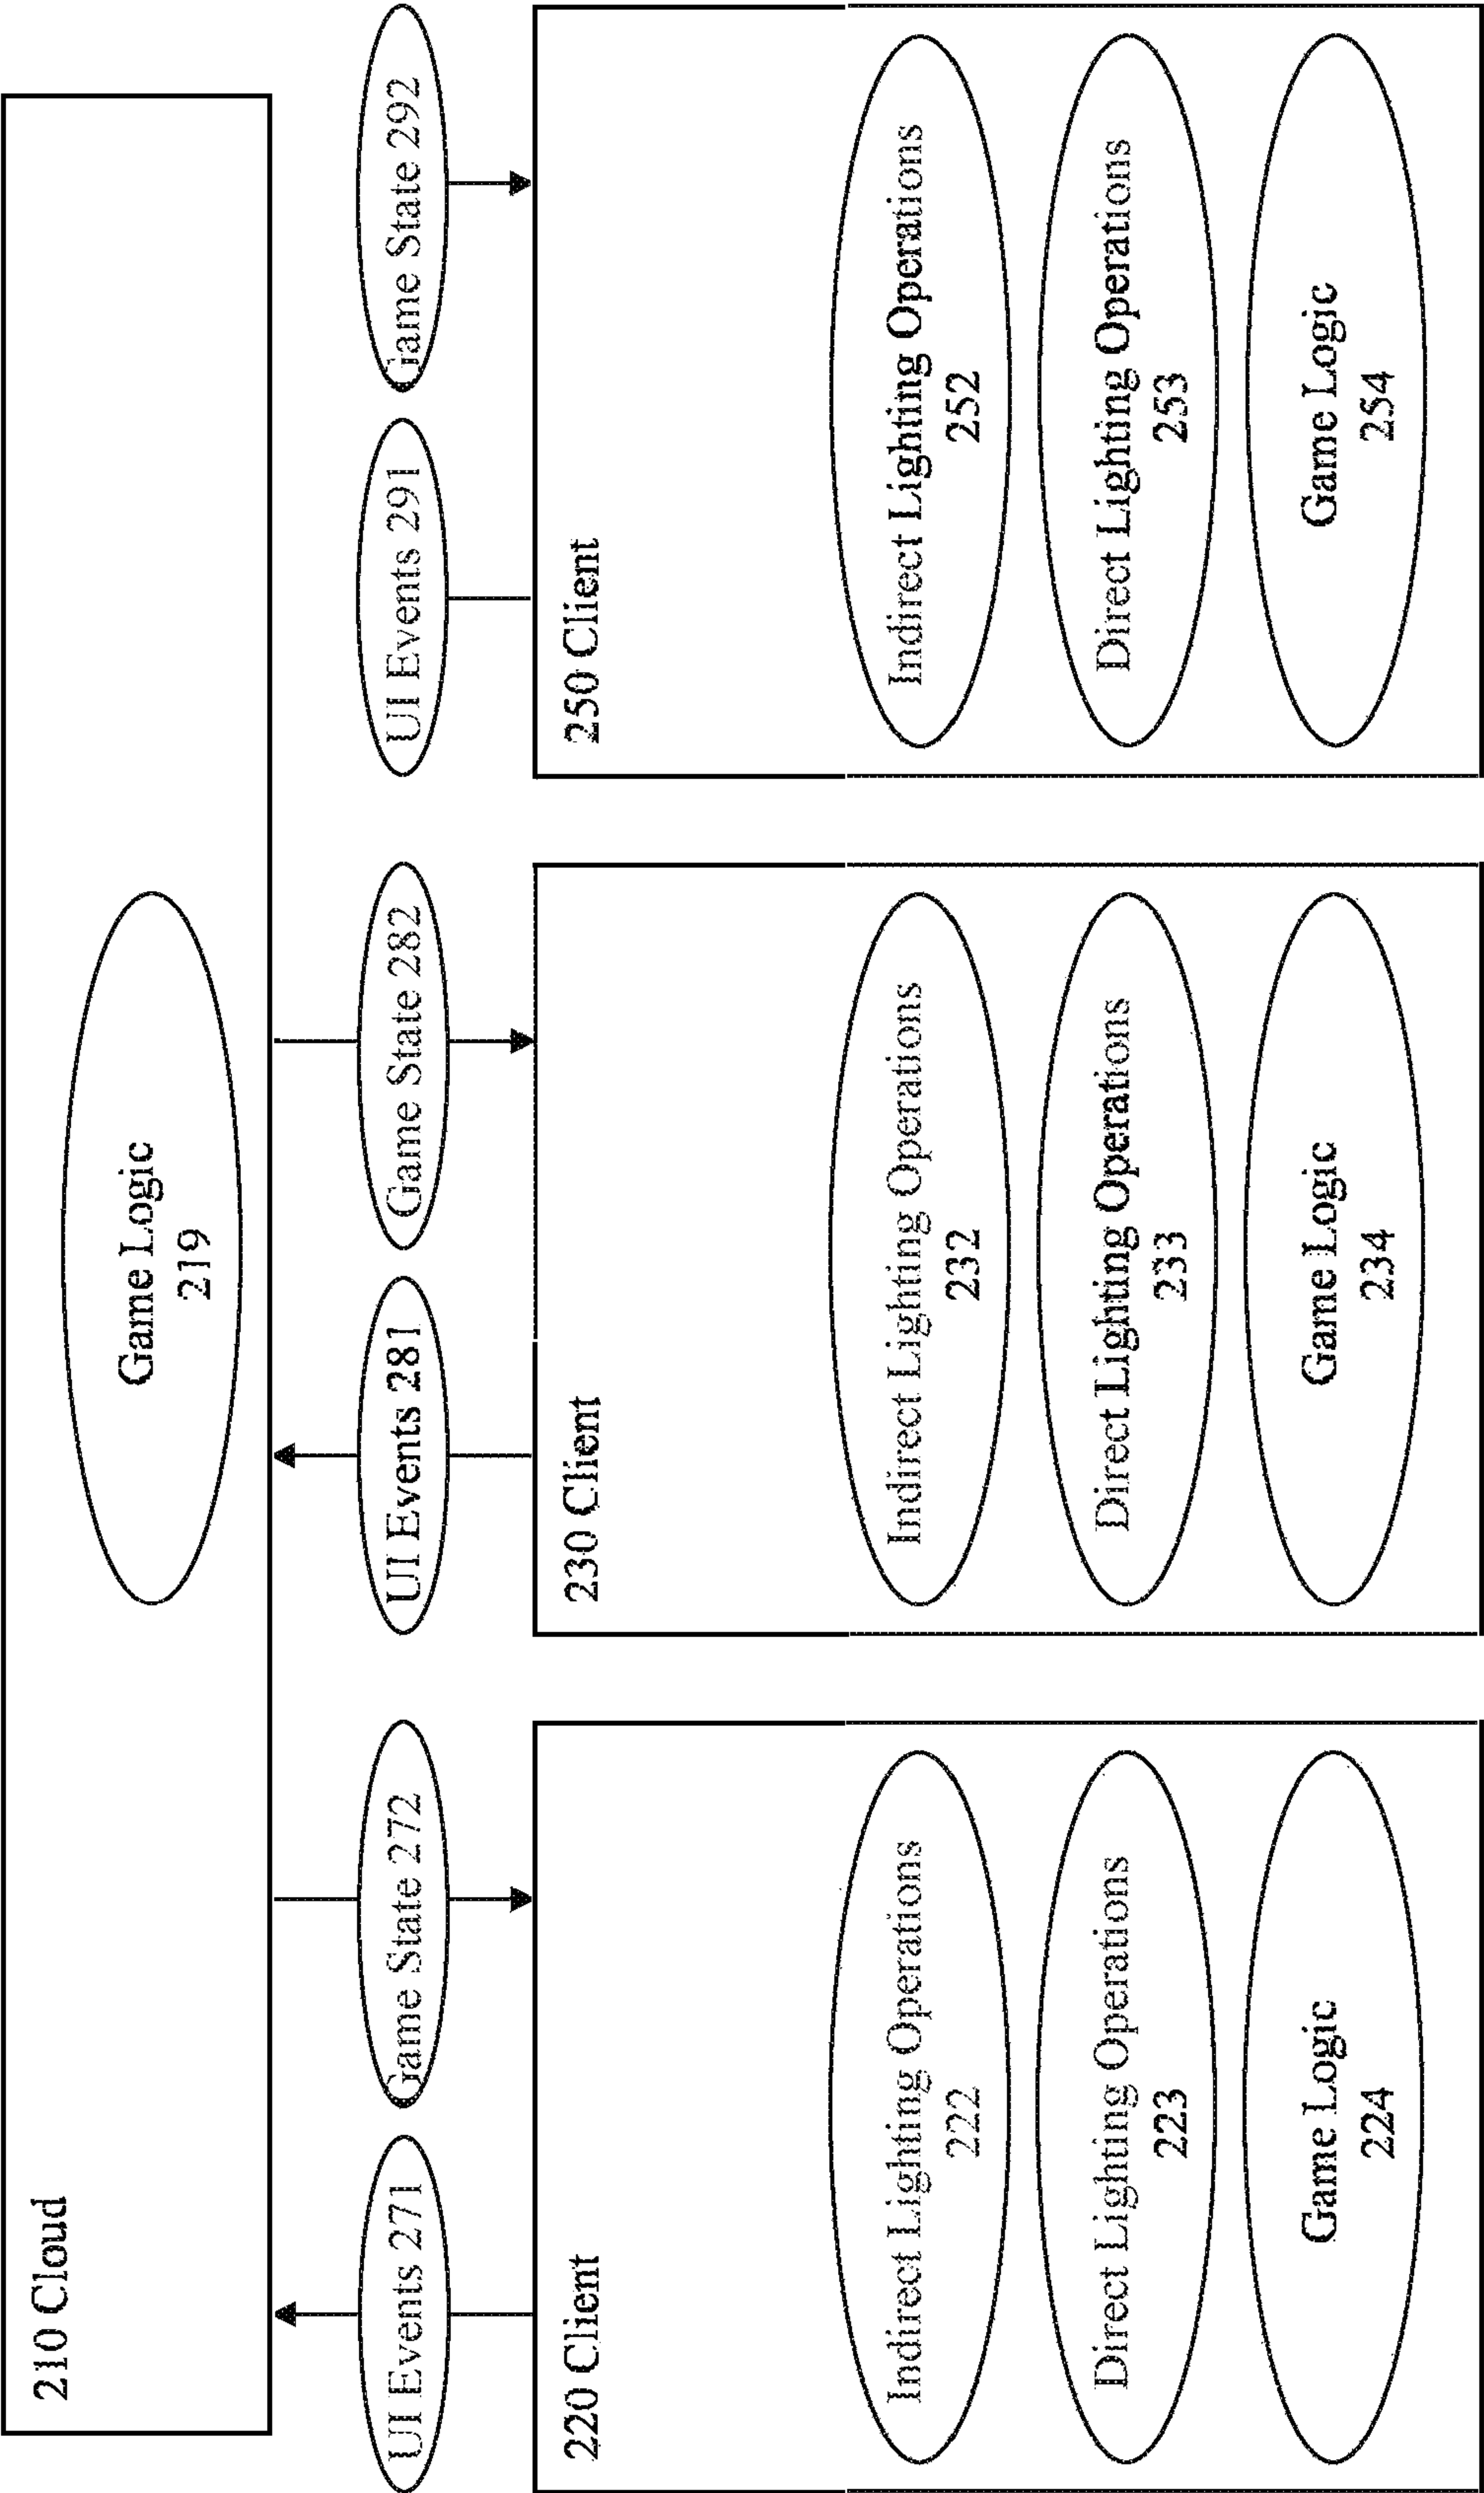 210 Cloud
Game Logic
219
UI Events 271
Game State 272
UI Events 281
Game State 282
UI Events 291
Game State 292
220 Client
Indirect Lighting Operations
222
Direct Lighting Operations
223
Game Logic
224
230 Client
Indirect Lighting Operations
232
Direct Lighting Operations
233
Game Logic
234
250 Client
Indirect Lighting Operations
252
Direct Lighting Operations
253
Game Logic
254